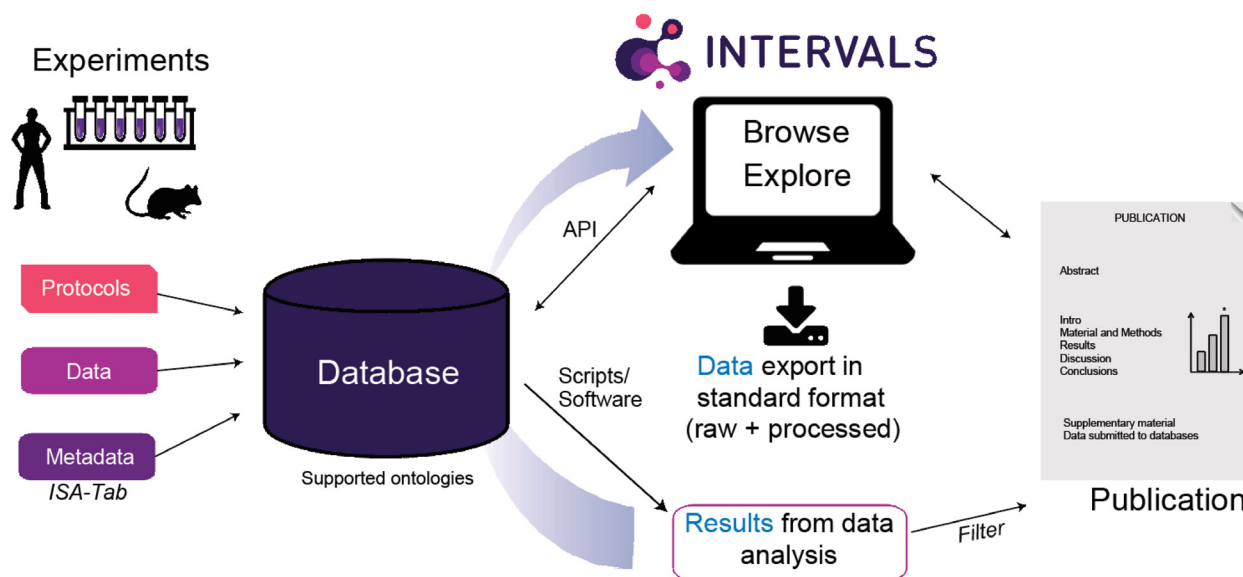 Experiments
INTERVALS
Browse
Explore
API
Protocols
Data
Metadata
ISA-Tab
Database
Supported ontologies
Scripts/
Software
Data export in
standard format
(raw + processed)
Results from data
analysis
Filter
PUBLICATION
Abstract
Intro
Material and Methods
Results
Discussion
Conclusions
*
Supplementary material
Data submitted to databases
Publication